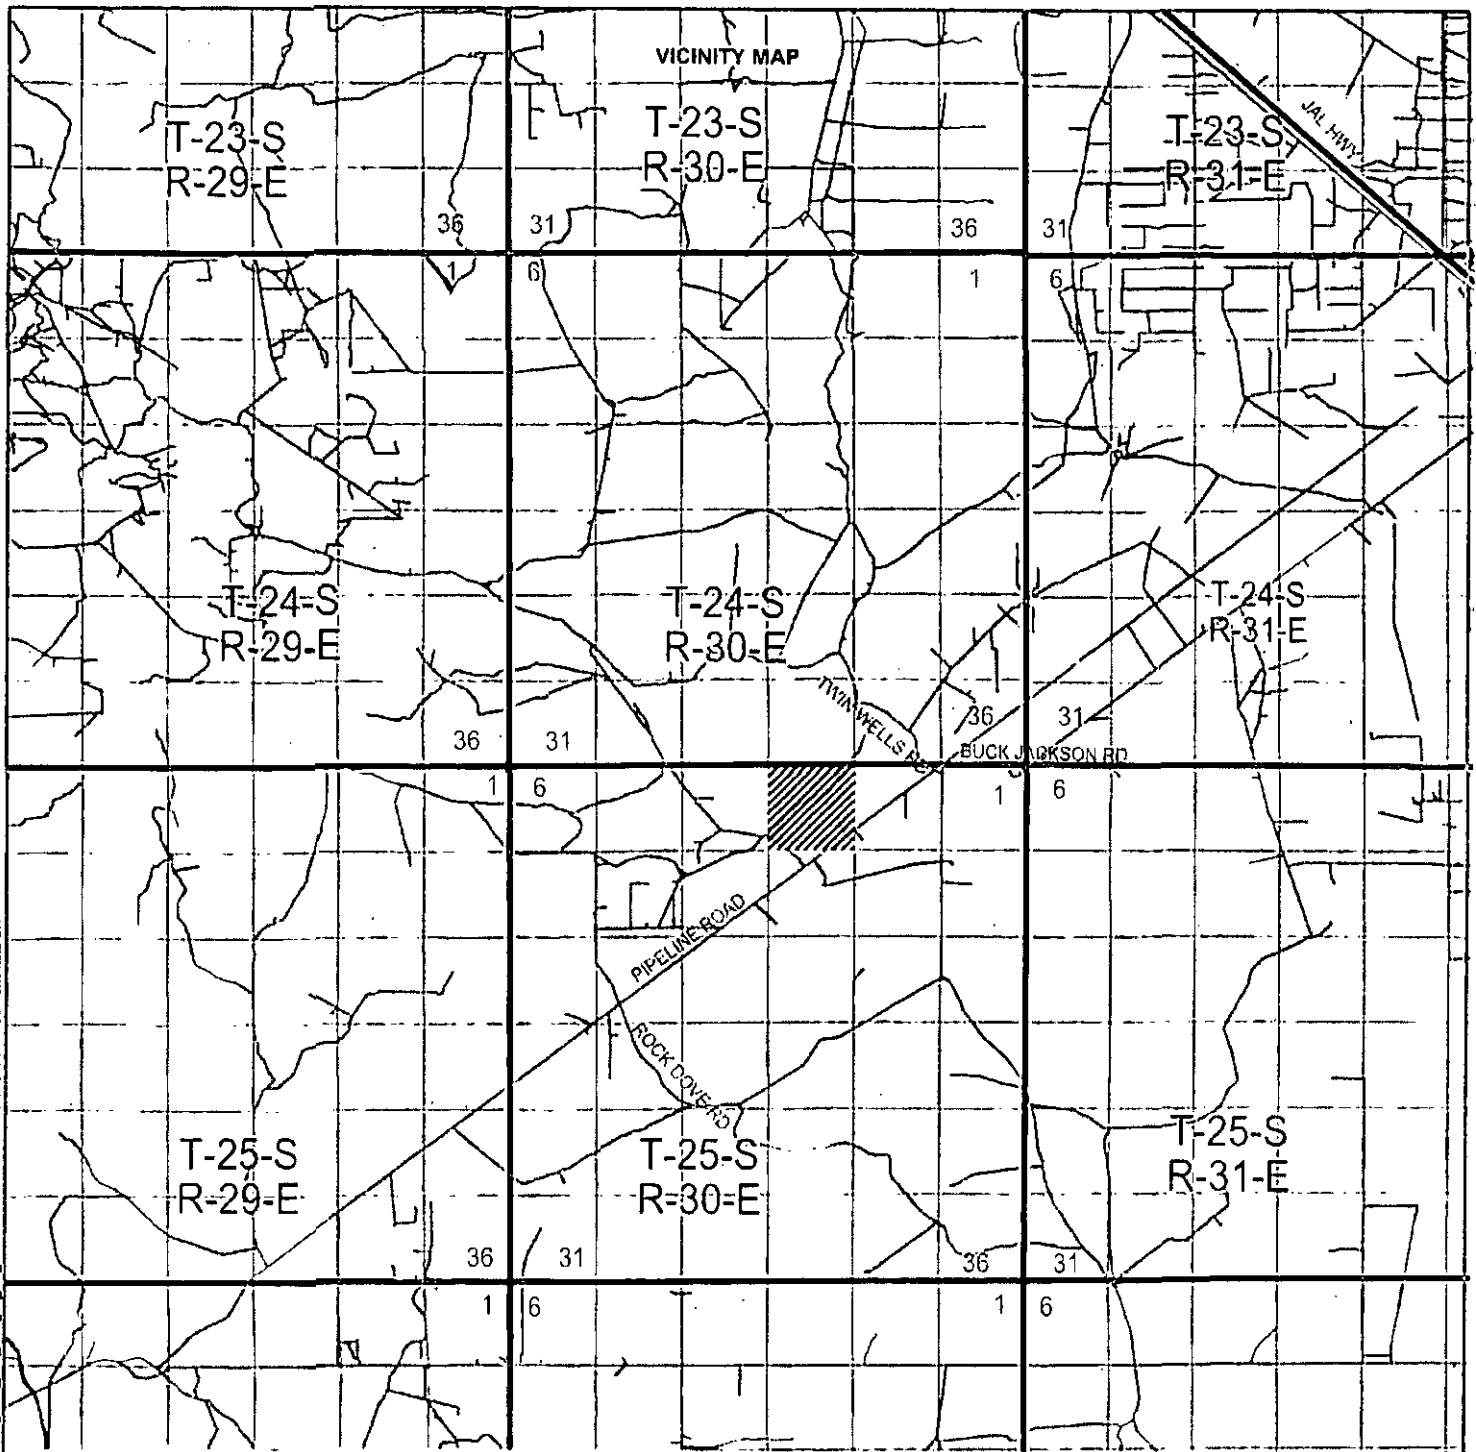 VICINITY MAP
T-23-S
R-29-E
T-23-S
R-30-E
T-23-S
R-31-E
JAL HWY
36
31
36
31
1
6
1
6
T-24-S
R-29-E
T-24-S
R-30-E
T-24-S
R-31-E
TWIN WELLS RD
36
31
36
31
BUCK JACKSON RD
1
6
1
6
PIPELINE ROAD
ROCK DOVE RD
T-25-S
R-29-E
T-25-S
R-30-E
T-25-S
R-31-E
36
31
36
31
1
6
1
6